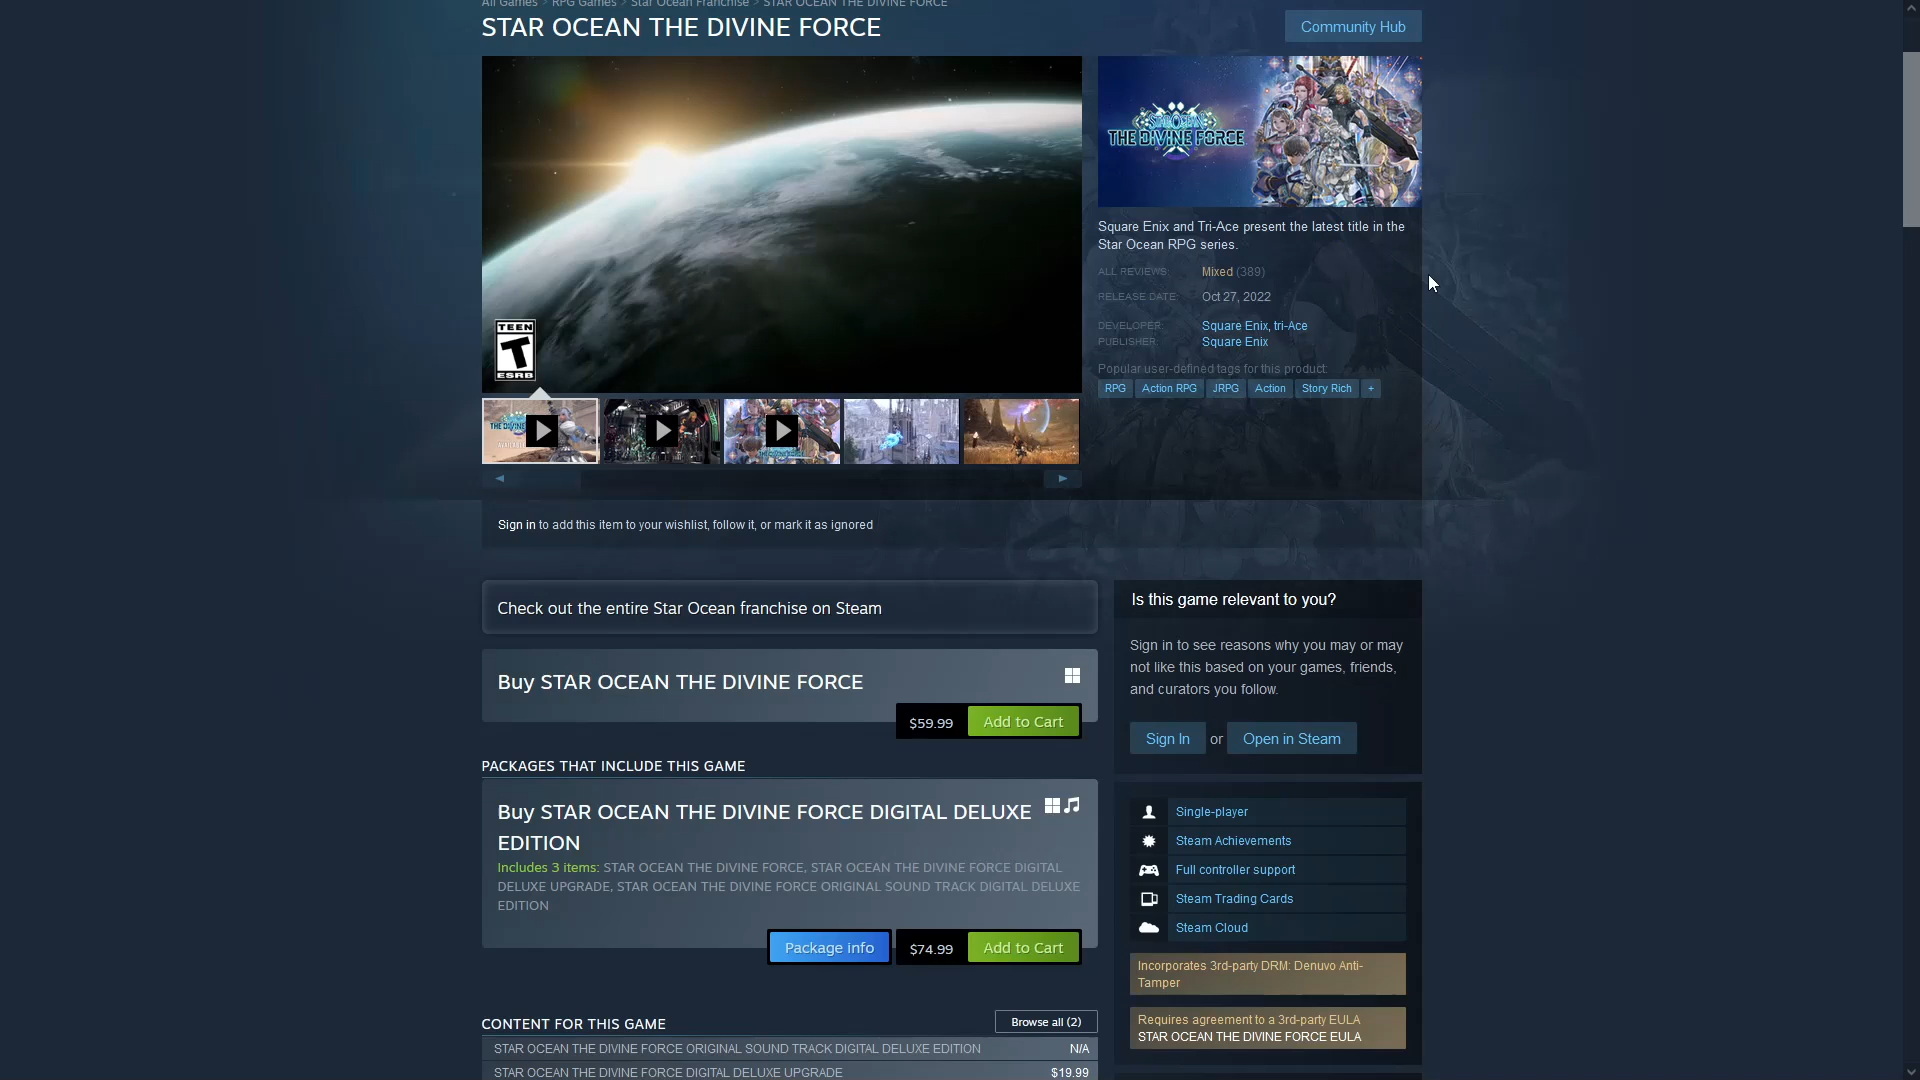 All Games > RPG Games > Star Ocean Franchise > STAR OCEAN THE DIVINE FORCE
STAR OCEAN THE DIVINE FORCE
Community Hub
STAR OCEAN
THE DIVINE FORCE
Square Enix and Tri-Ace present the latest title in the
Star Ocean RPG series.
ALL REVIEWS: Mixed (389)
RELEASE DATE: Oct 27, 2022
DEVELOPER: Square Enix, tri-Ace
PUBLISHER: Square Enix
Popular user-defined tags for this product:
RPG Action RPG JRPG Action Story Rich +
TEEN
T
ESRB
Sign in to add this item to your wishlist, follow it, or mark it as ignored
Check out the entire Star Ocean franchise on Steam
Buy STAR OCEAN THE DIVINE FORCE
$59.99 Add to Cart
PACKAGES THAT INCLUDE THIS GAME
Buy STAR OCEAN THE DIVINE FORCE DIGITAL DELUXE
EDITION
Includes 3 items: STAR OCEAN THE DIVINE FORCE, STAR OCEAN THE DIVINE FORCE DIGITAL
DELUXE UPGRADE, STAR OCEAN THE DIVINE FORCE ORIGINAL SOUND TRACK DIGITAL DELUXE
EDITION
Package info $74.99 Add to Cart
CONTENT FOR THIS GAME Browse all (2)
STAR OCEAN THE DIVINE FORCE ORIGINAL SOUND TRACK DIGITAL DELUXE EDITION N/A
STAR OCEAN THE DIVINE FORCE DIGITAL DELUXE UPGRADE $19.99
Is this game relevant to you?
Sign in to see reasons why you may or may
not like this based on your games, friends,
and curators you follow.
Sign In or Open in Steam
Single-player
Steam Achievements
Full controller support
Steam Trading Cards
Steam Cloud
Incorporates 3rd-party DRM: Denuvo Anti-
Tamper
Requires agreement to a 3rd-party EULA
STAR OCEAN THE DIVINE FORCE EULA